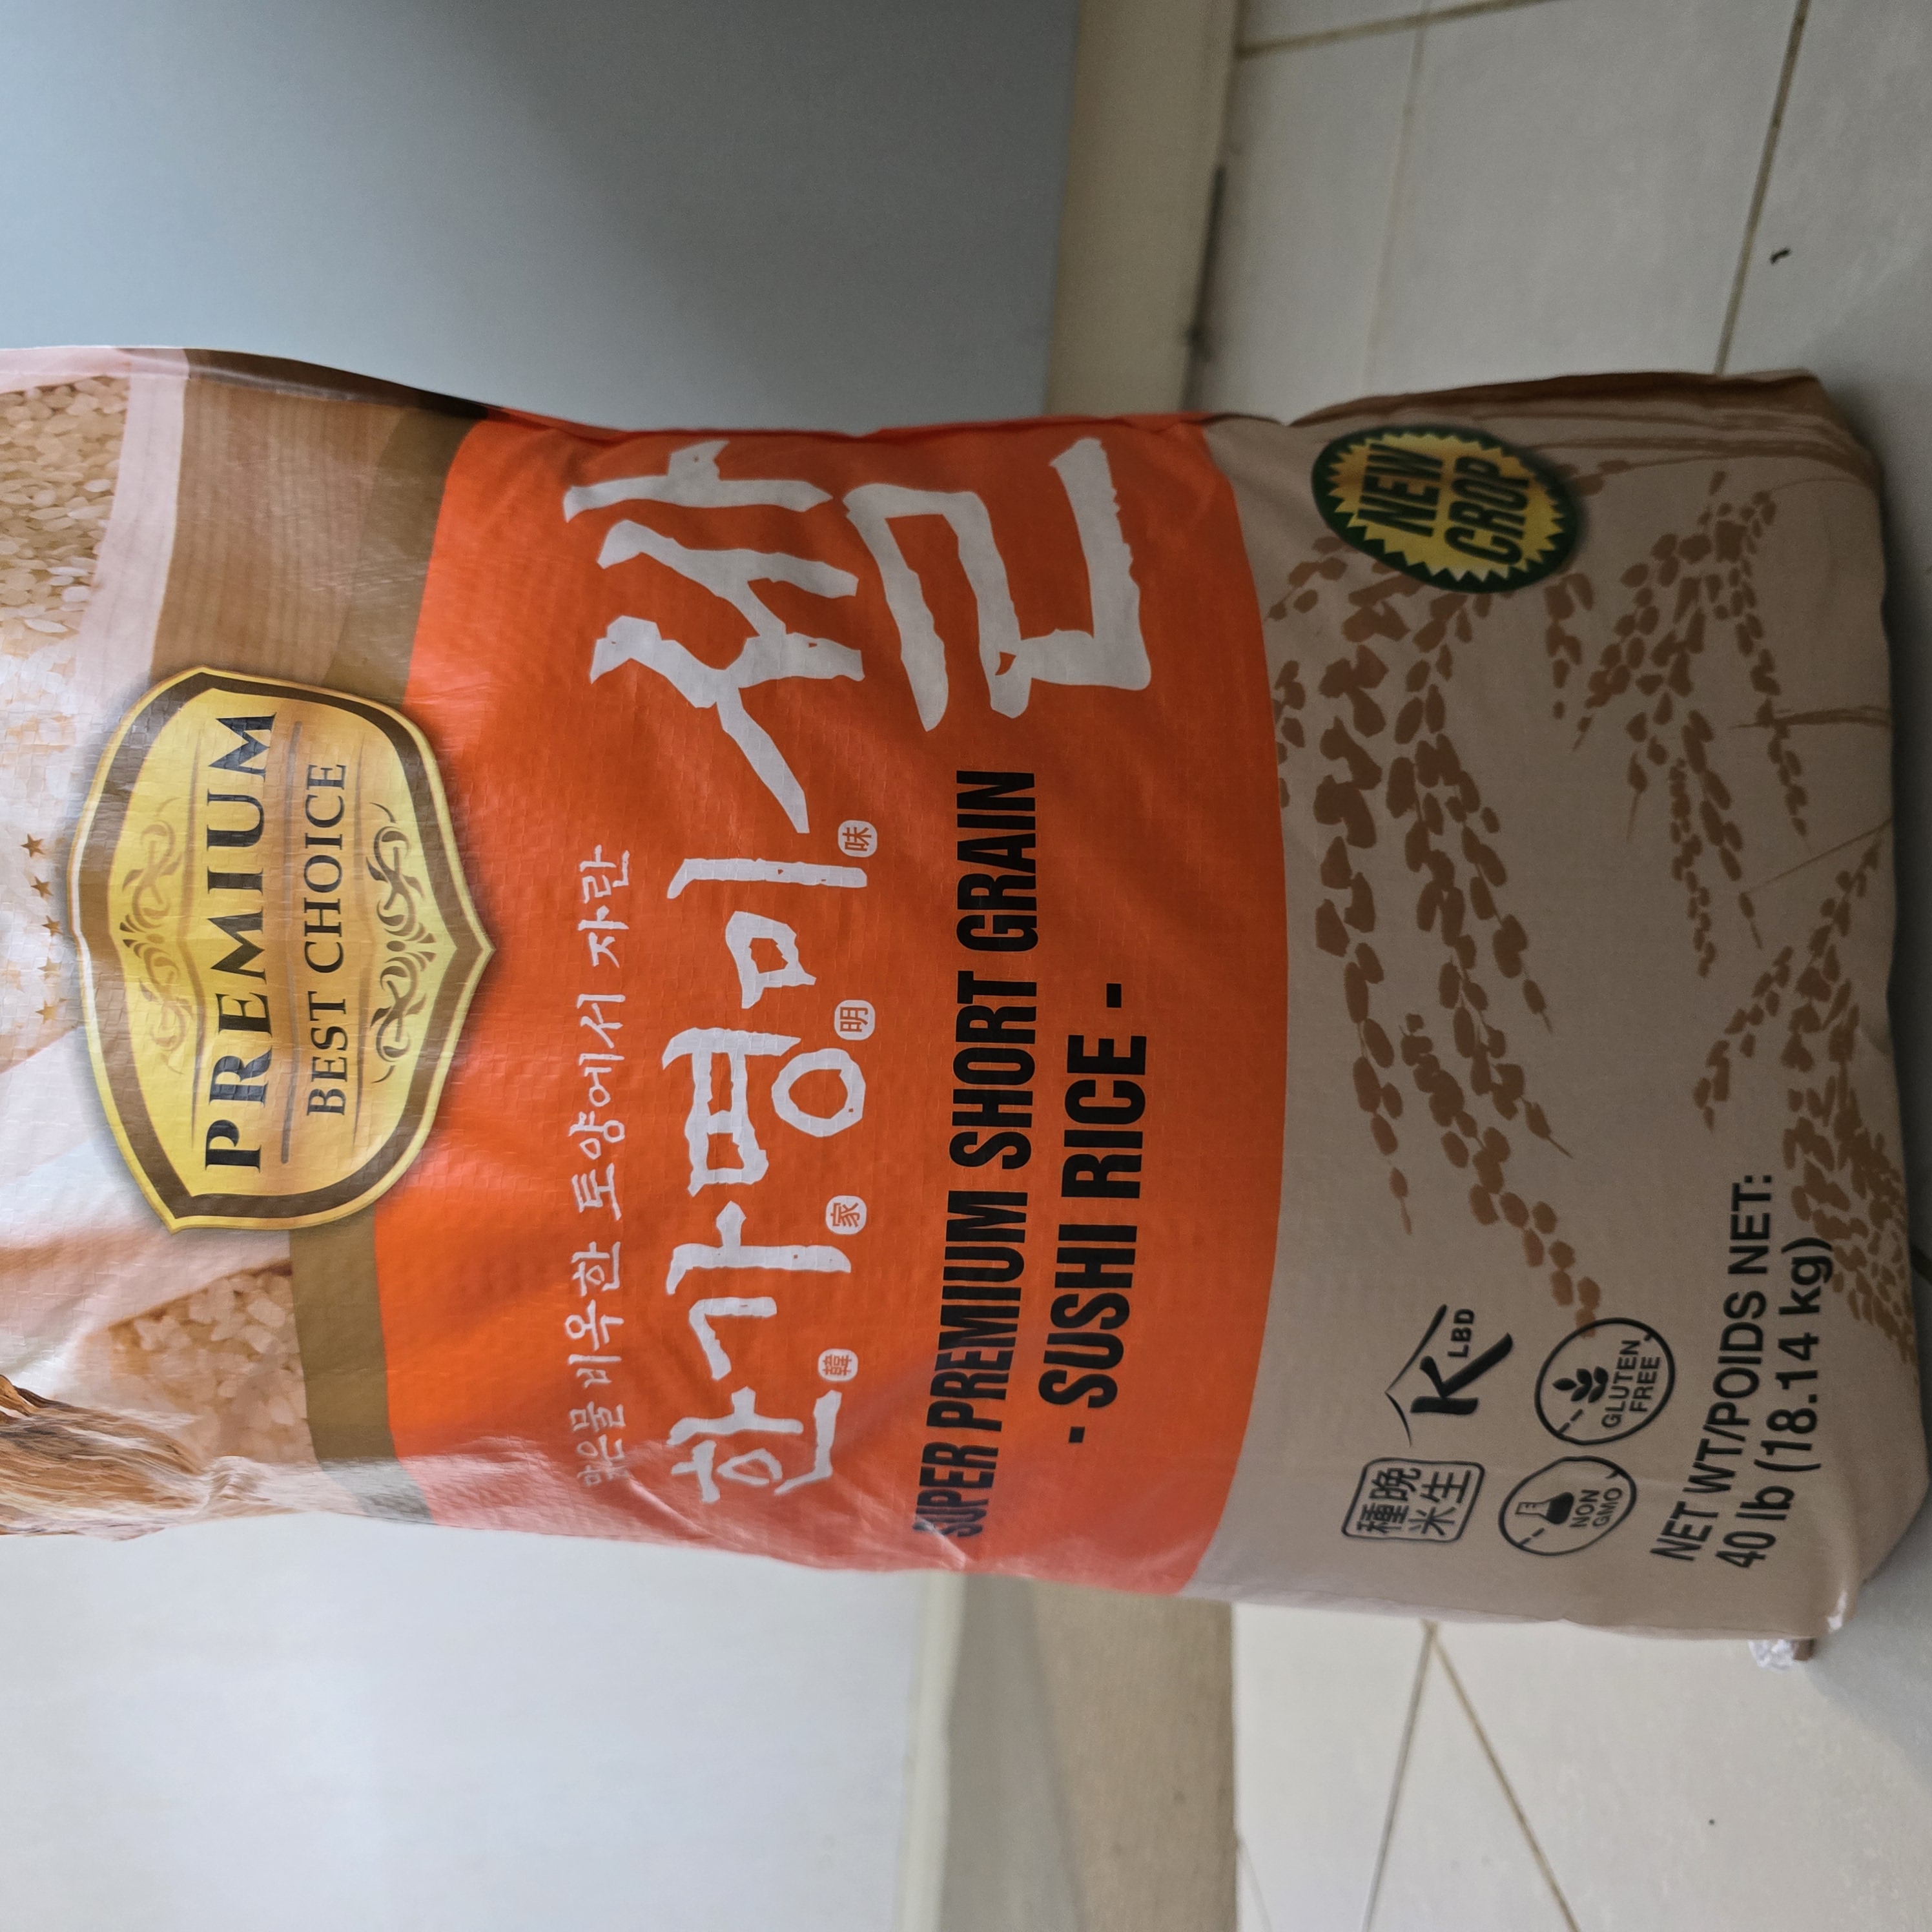 PREMIUM
BEST CHOICE
맑은물 비옥한 토양에서 자란
한가명미 쌀
韓 家 明 味
SUPER PREMIUM SHORT GRAIN
- SUSHI RICE -
NEW
CROP
種晩
米生
K LBD
NON
GMO
GLUTEN
FREE
NET WT/POIDS NET:
40 lb (18.14 kg)